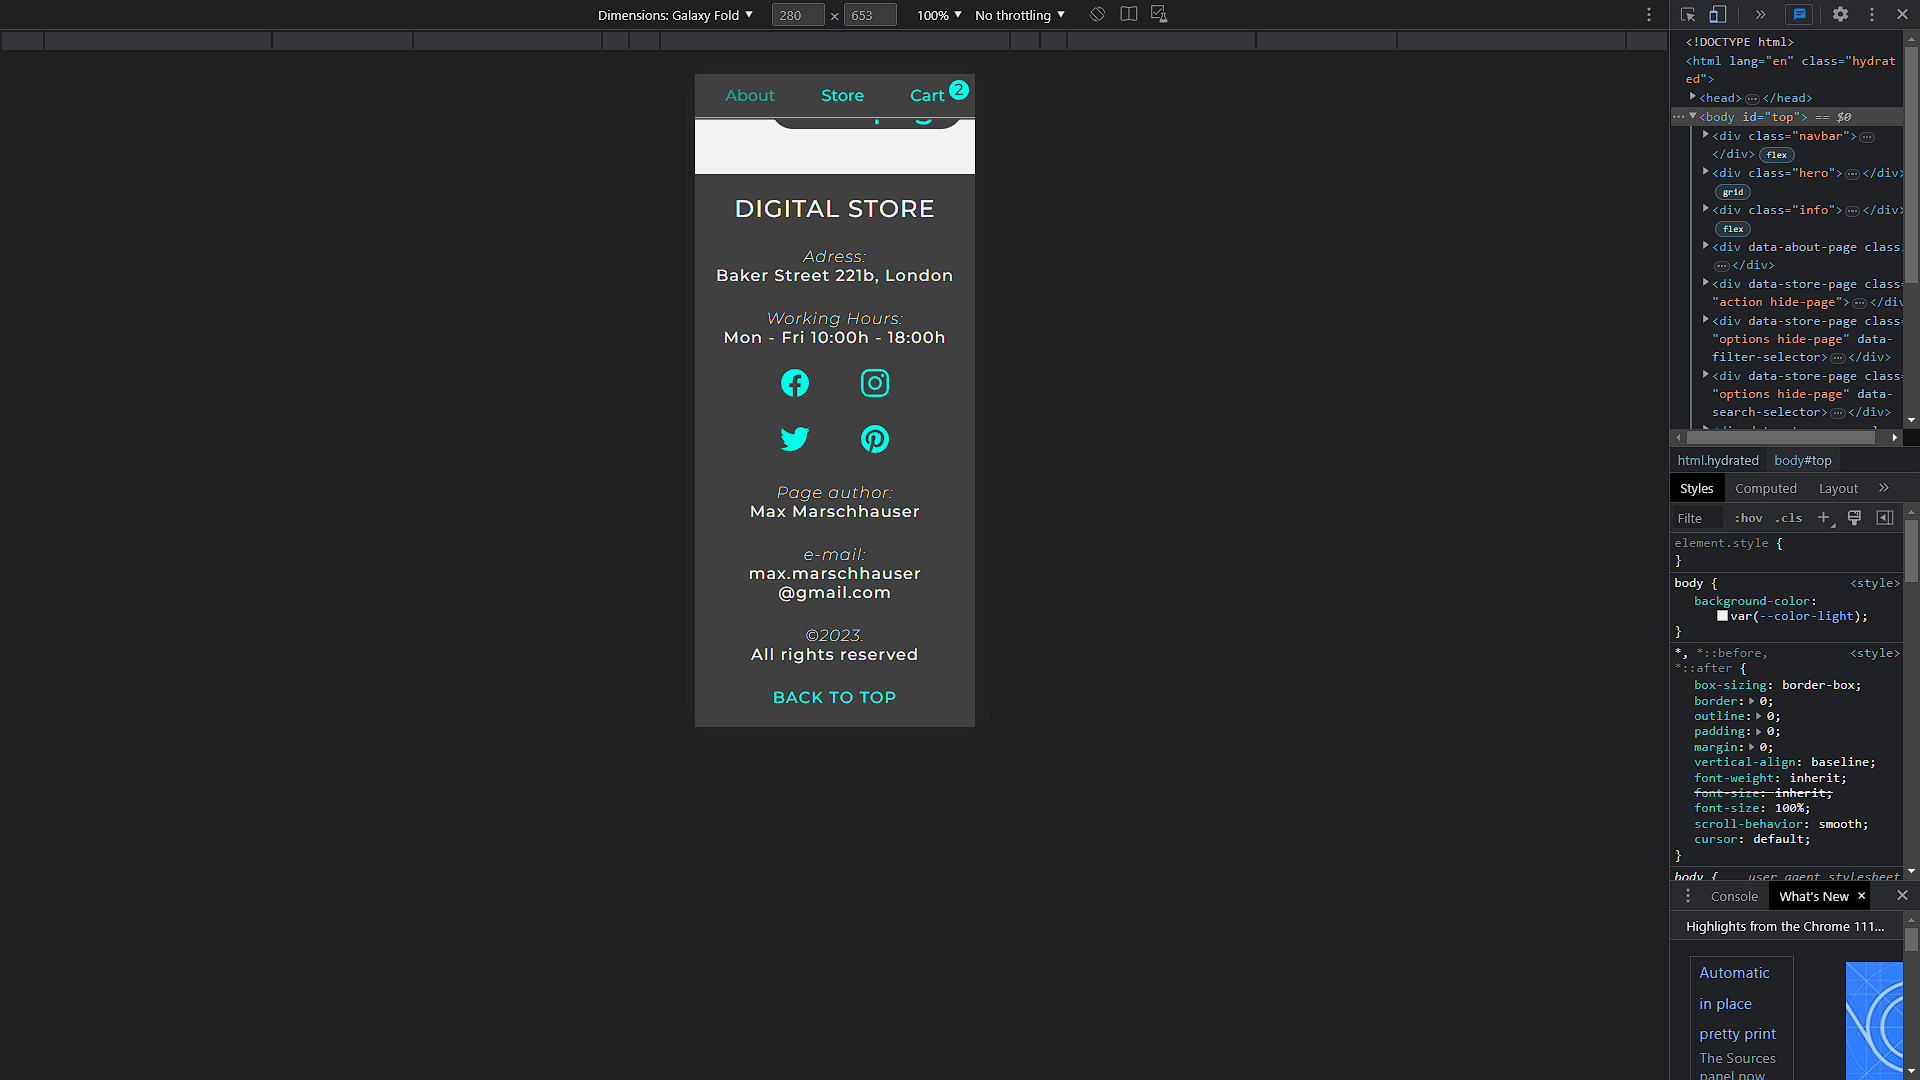 Dimensions: Galaxy Fold ▼ 280 × 653 100% ▼ No throttling ▼
About Store Cart 2
DIGITAL STORE
Adress:
Baker Street 221b, London
Working Hours:
Mon - Fri 10:00h - 18:00h
Page author:
Max Marschhauser
e-mail:
max.marschhauser
@gmail.com
©2023.
All rights reserved
BACK TO TOP
<!DOCTYPE html>
<html lang="en" class="hydrat
ed">
<head> ⋯ </head>
⋯ <body id="top"> == $0
<div class="navbar"> ⋯
</div> flex
<div class="hero"> ⋯ </div>
grid
<div class="info"> ⋯ </div>
flex
<div data-about-page class
⋯ </div>
<div data-store-page class=
"action hide-page"> ⋯ </div
<div data-store-page class=
"options hide-page" data-
filter-selector> ⋯ </div>
<div data-store-page class=
"options hide-page" data-
search-selector> ⋯ </div>
html.hydrated body#top
Styles Computed Layout »
Filte :hov .cls +
element.style {
}
body { <style>
background-color:
var(--color-light);
}
*, *::before, <style>
*::after {
box-sizing: border-box;
border: 0;
outline: 0;
padding: 0;
margin: 0;
vertical-align: baseline;
font-weight: inherit;
font-size: inherit;
font-size: 100%;
scroll-behavior: smooth;
cursor: default;
}
body { user agent stylesheet
Console What's New ×
Highlights from the Chrome 111...
Automatic
in place
pretty print
The Sources
panel now